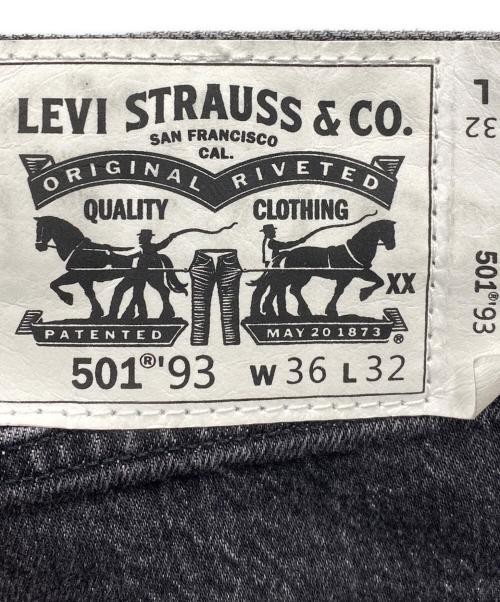 LEVI STRAUSS & CO.
SAN FRANCISCO
CAL.
ORIGINAL RIVETED
QUALITY CLOTHING
XX
PATENTED MAY 20 1873 ®
501®'93 W 36 L 32
L
32
501®'93